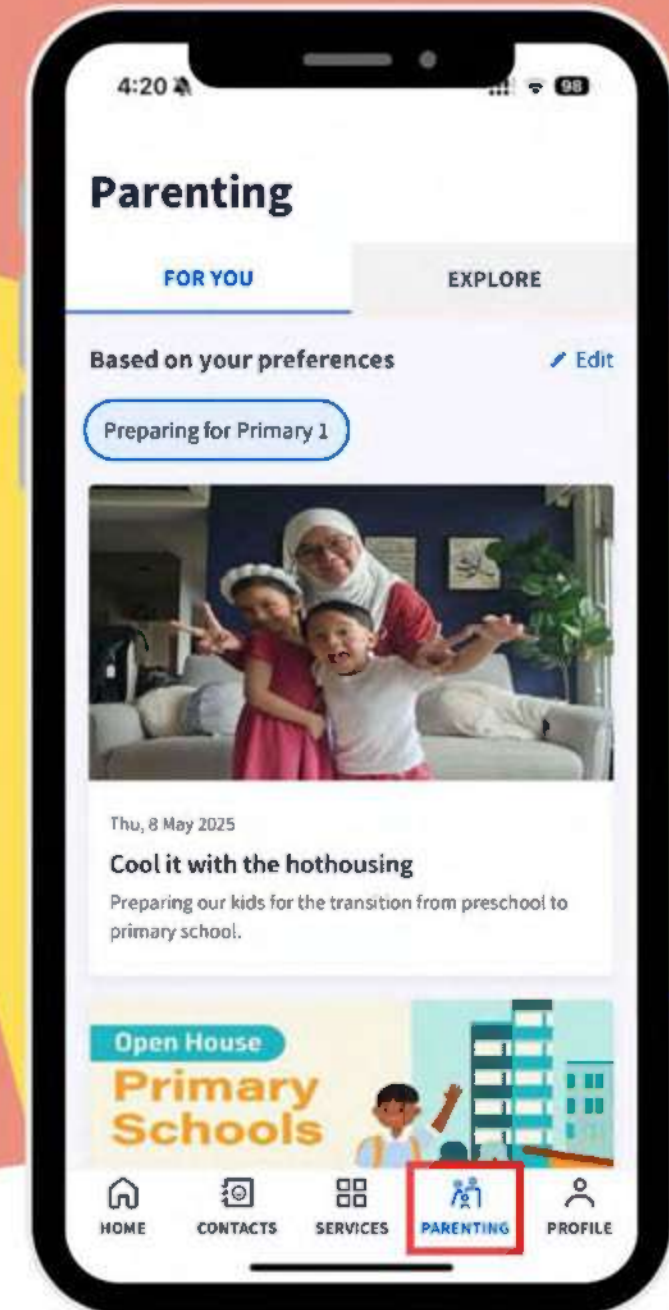 4:20
98
Parenting
FOR YOU
EXPLORE
Based on your preferences
Edit
Preparing for Primary 1
Thu, 8 May 2025
Cool it with the hothousing
Preparing our kids for the transition from preschool to
primary school.
Open House
Primary
Schools
HOME
CONTACTS
SERVICES
PARENTING
PROFILE